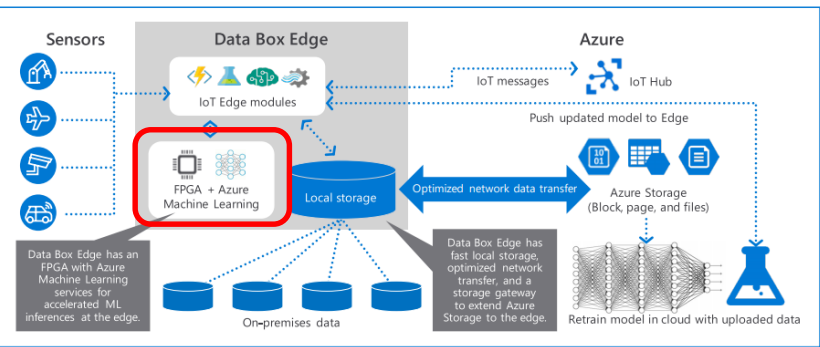 Sensors
Data Box Edge
Azure
IoT Edge modules
IoT messages
IoT Hub
Push updated model to Edge
10
01
FPGA + Azure
Machine Learning
Local storage
Optimized network data transfer
Azure Storage
(Block, page, and files)
Data Box Edge has an
FPGA with Azure
Machine Learning
services for
accelerated ML
inferences at the edge.
Data Box Edge has
fast local storage,
optimized network
transfer, and a
storage gateway
to extend Azure
Storage to the edge.
On-premises data
Retrain model in cloud with uploaded data